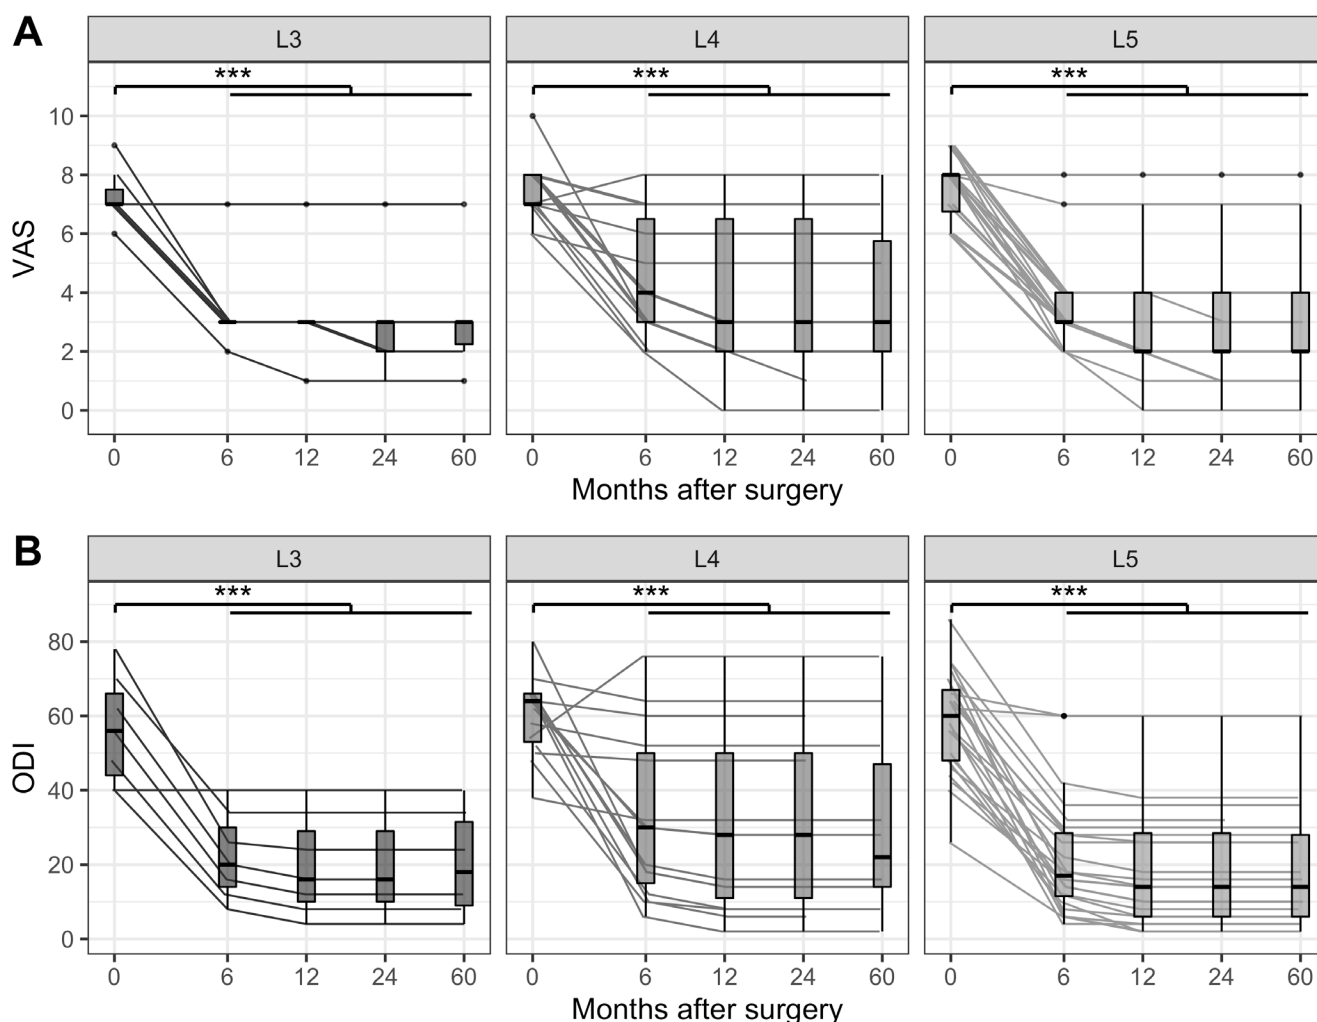 A
L3 L4 L5
*** *** ***
10
8
6
4
2
0
VAS
0 6 12 24 60 0 6 12 24 60 0 6 12 24 60
Months after surgery
B
L3 L4 L5
*** *** ***
80
60
40
20
0
ODI
0 6 12 24 60 0 6 12 24 60 0 6 12 24 60
Months after surgery